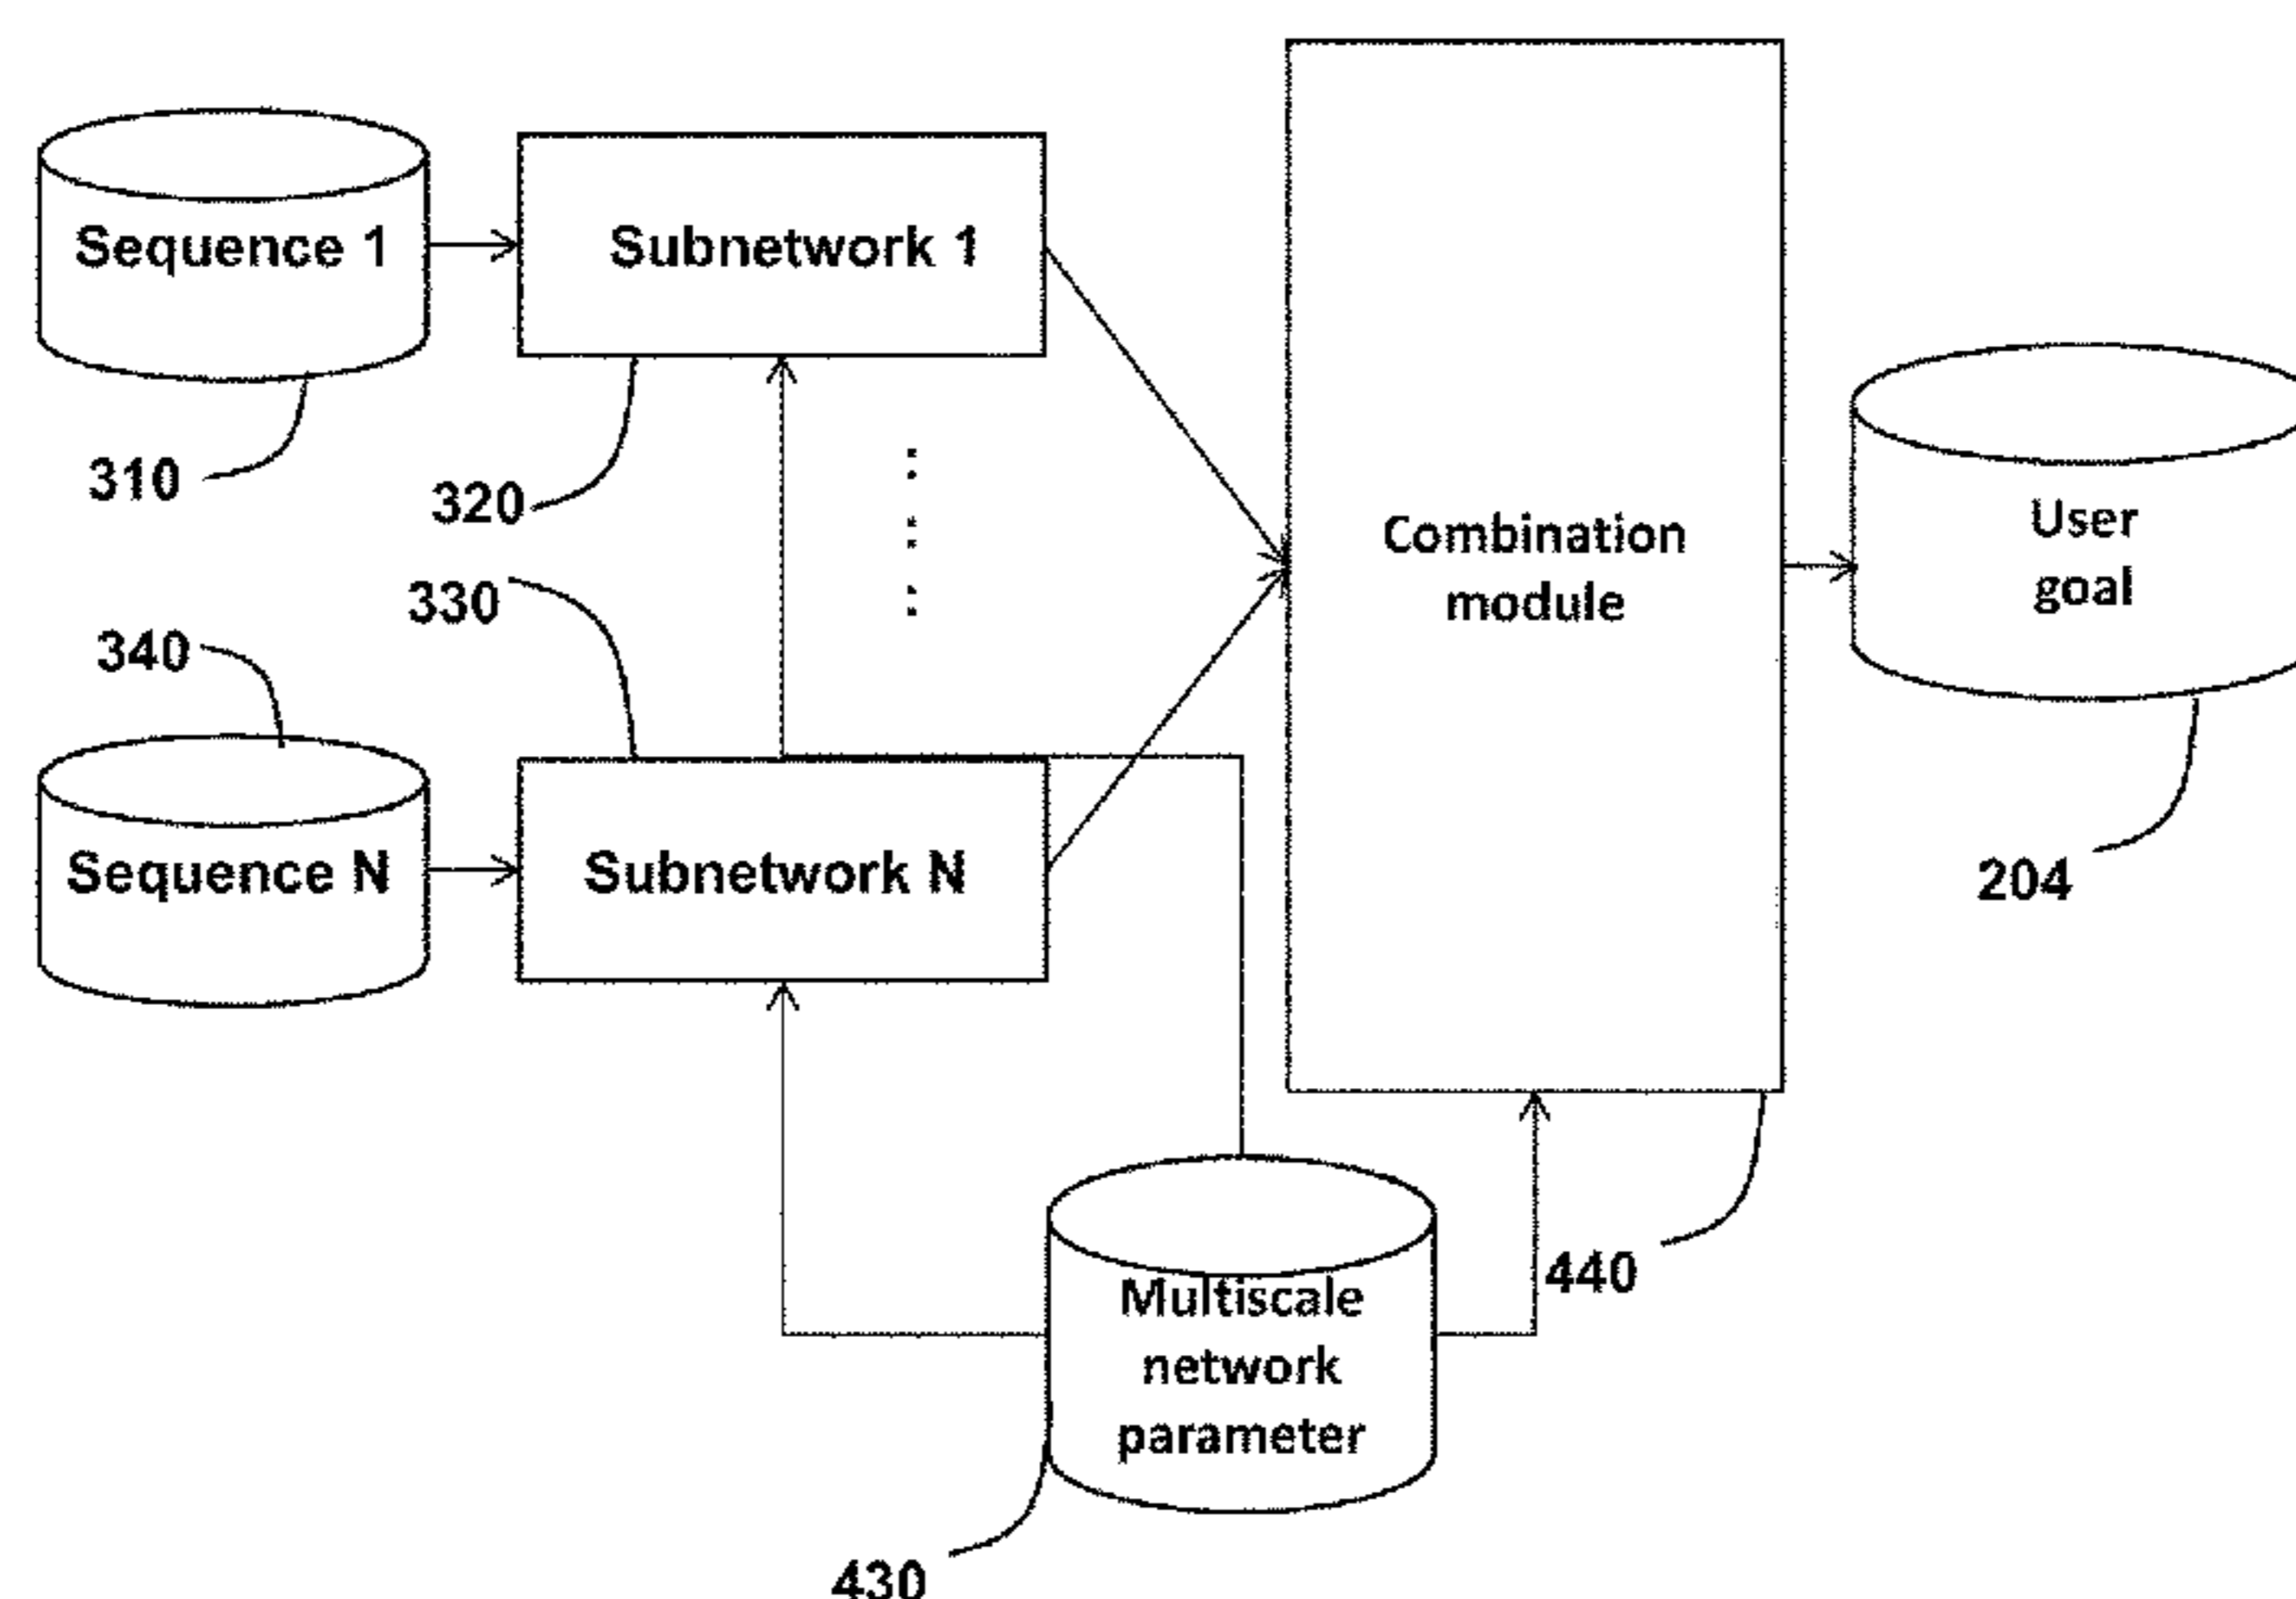 Sequence 1
Subnetwork 1
310
320
Combination
module
User
goal
330
340
Sequence N
Subnetwork N
204
440
Multiscale
network
parameter
430